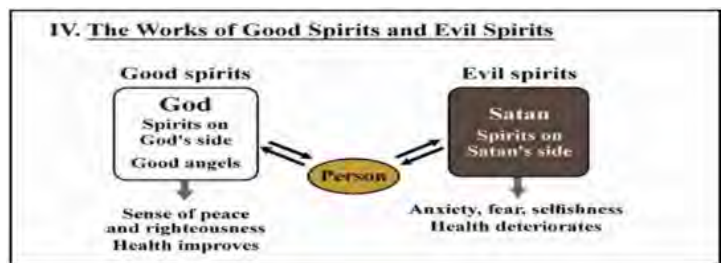 IV. The Works of Good Spirits and Evil Spirits
Good spirits
God
Spirits on
God's side
Good angels
Sense of peace
and righteousness
Health improves
Person
Evil spirits
Satan
Spirits on
Satan's side
Anxiety, fear, selfishness
Health deteriorates